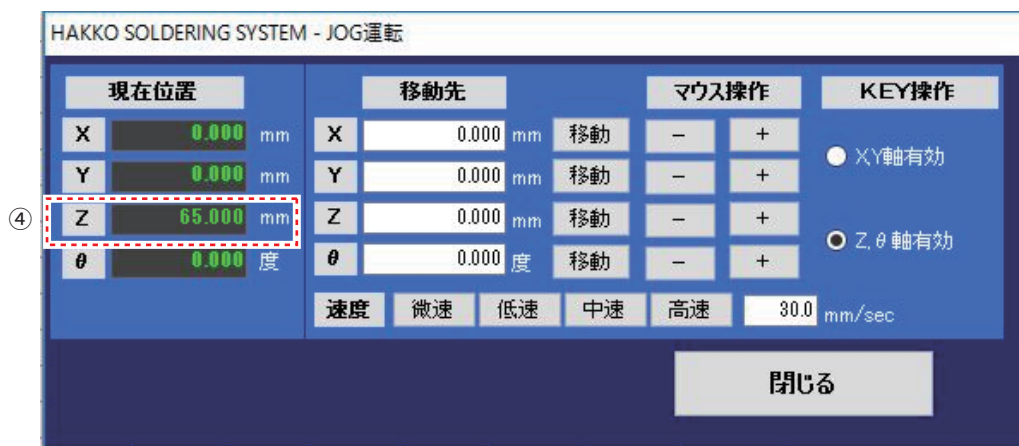 HAKKO SOLDERING SYSTEM - JOG運転
現在位置 移動先 マウス操作 KEY操作
X 0.000 mm X 0.000 mm 移動 － ＋
X,Y軸有効
Y 0.000 mm Y 0.000 mm 移動 － ＋
④ Z 65.000 mm Z 0.000 mm 移動 － ＋
Z,θ軸有効
θ 0.000 度 θ 0.000 度 移動 － ＋
速度 微速 低速 中速 高速 30.0 mm/sec
閉じる